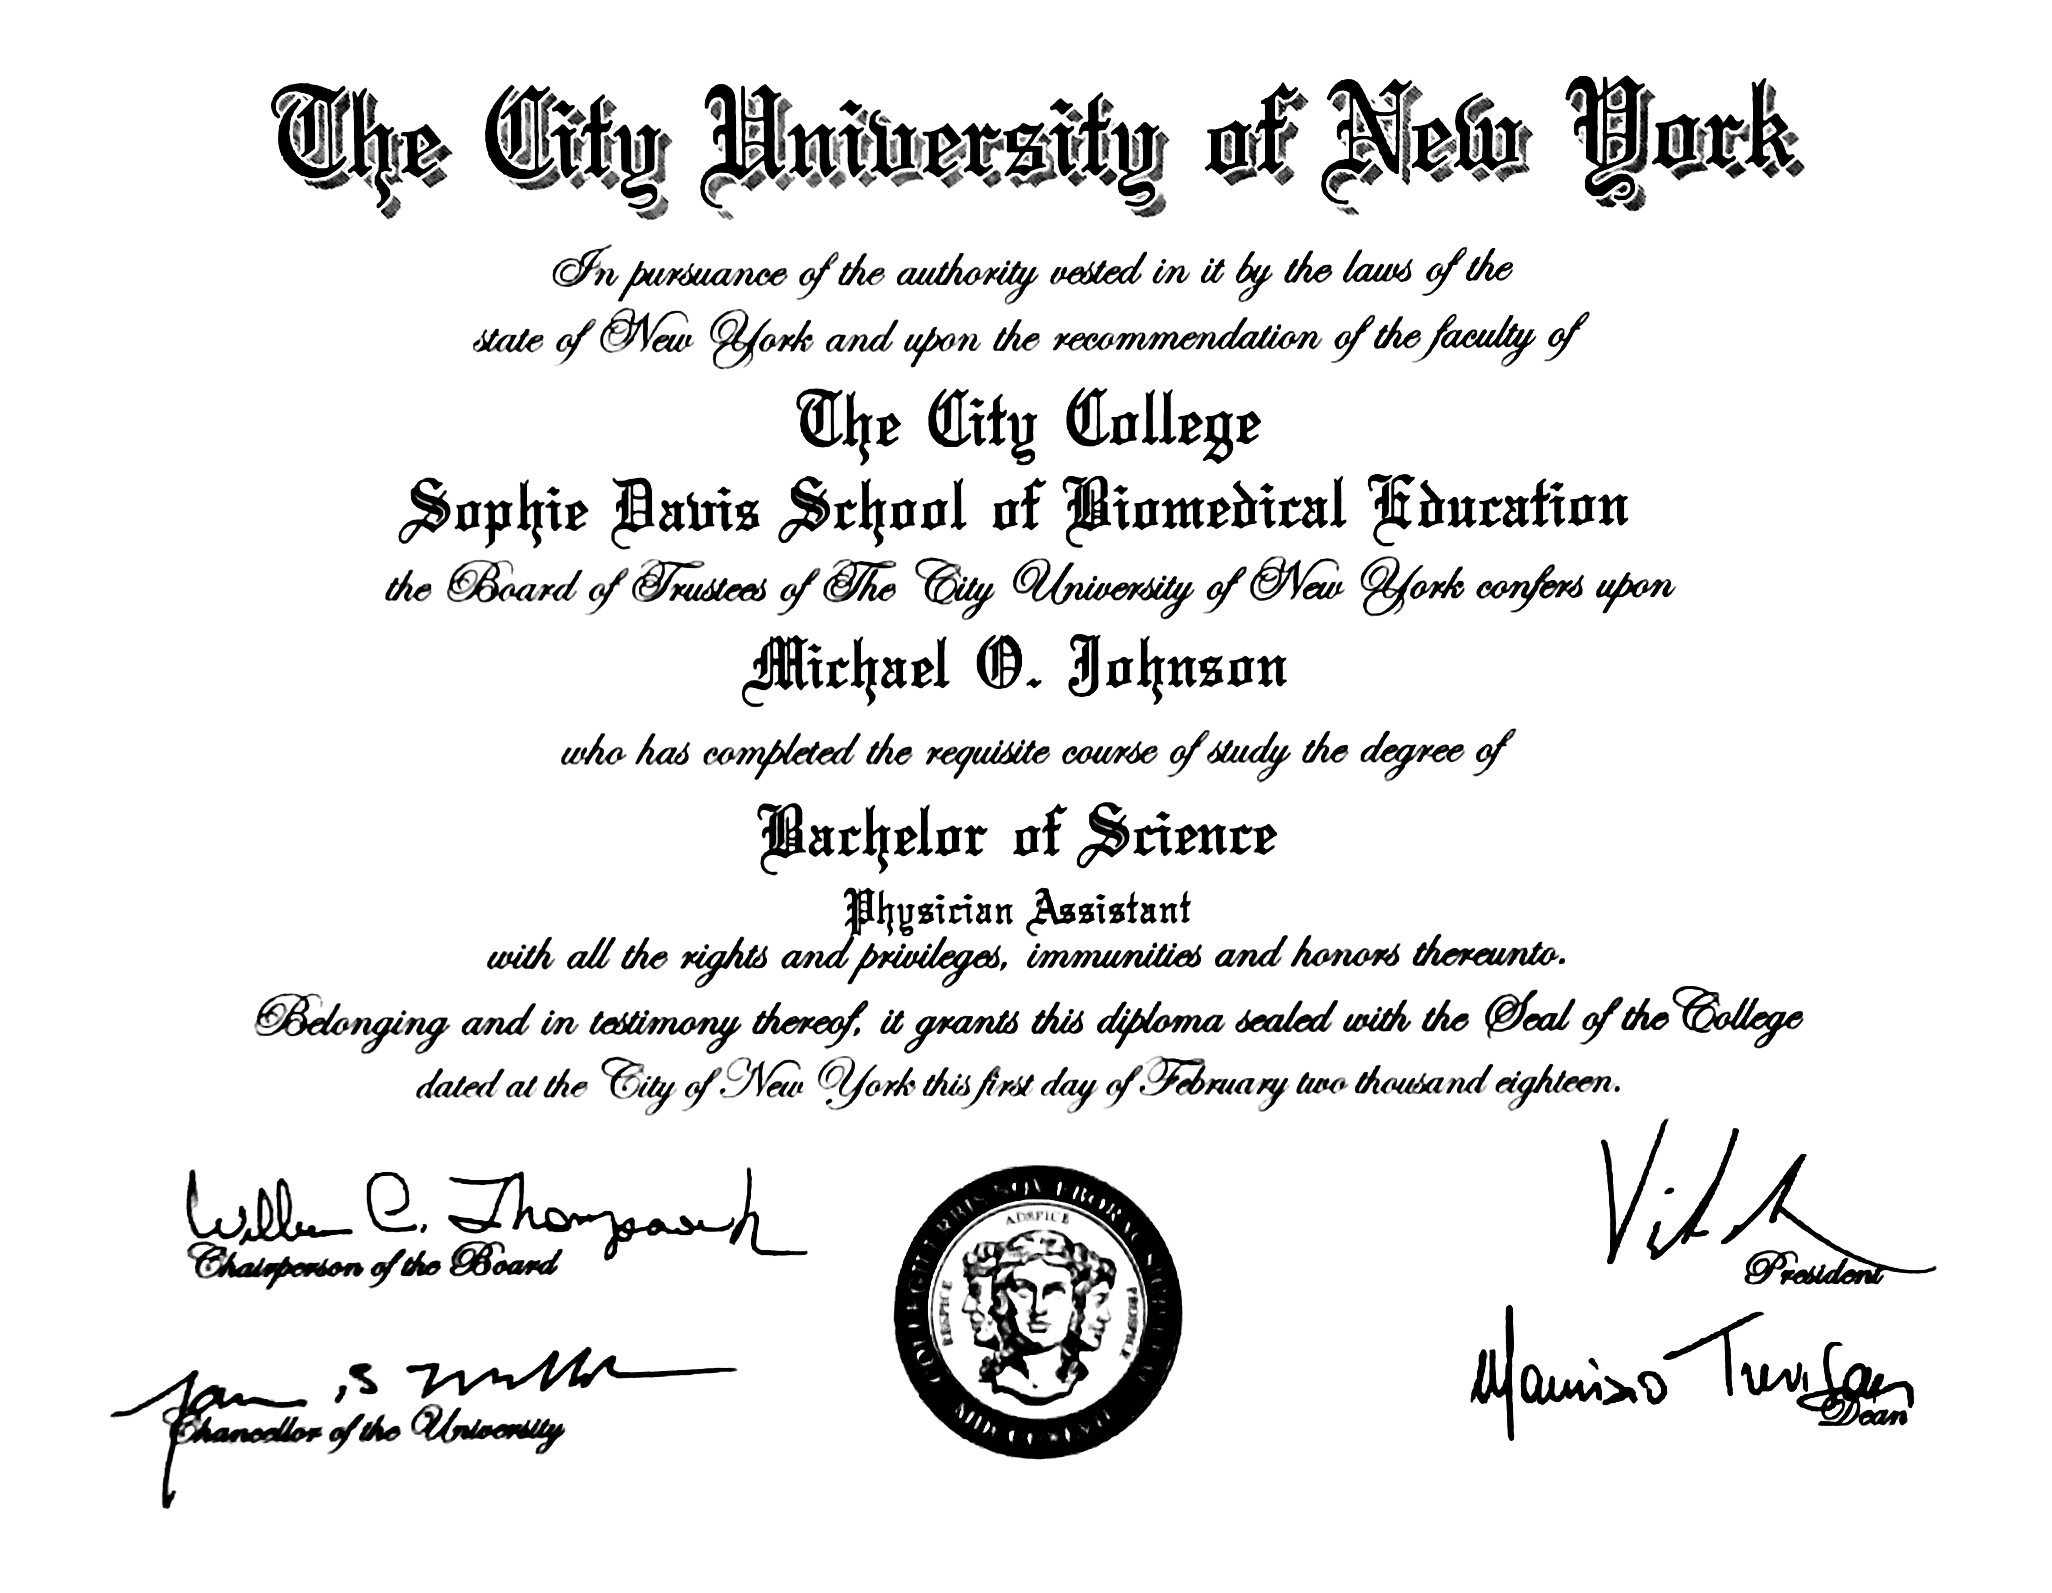 The City University of New York
In pursuance of the authority vested in it by the laws of the
state of New York and upon the recommendation of the faculty of
The City College
Sophie Davis School of Biomedical Education
the Board of Trustees of The City University of New York confers upon
Michael O. Johnson
who has completed the requisite course of study the degree of
Bachelor of Science
Physician Assistant
with all the rights and privileges, immunities and honors thereunto.
Belonging and in testimony thereof, it grants this diploma sealed with the Seal of the College
dated at the City of New York this first day of February two thousand eighteen.
William C. Thompson
Chairperson of the Board
President
ADSPICE
RESPICE
PROSPICE
Chancellor of the University
Maurizio Trevisan
Dean